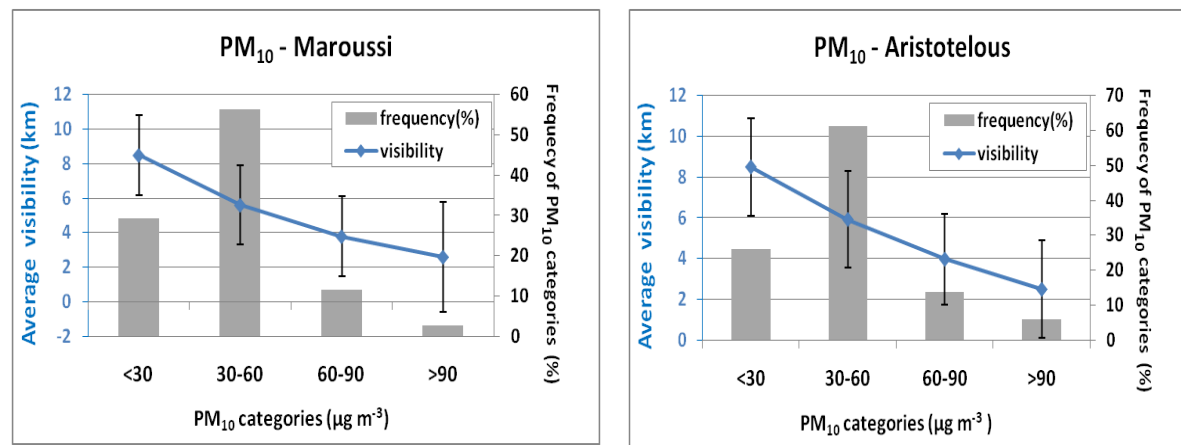 PM₁₀ - Maroussi
Average visibility (km)
12
10
8
6
4
2
0
-2
frequency(%)
visibility
60
50
40
30
20
10
0
Frequecy of PM₁₀ categories (%)
<30 30-60 60-90 >90
PM₁₀ categories (µg m⁻³)
PM₁₀ - Aristotelous
Average visibility (km)
12
10
8
6
4
2
0
frequency(%)
visibility
70
60
50
40
30
20
10
0
Frequecy of PM₁₀ categories (%)
<30 30-60 60-90 >90
PM₁₀ categories (µg m⁻³)